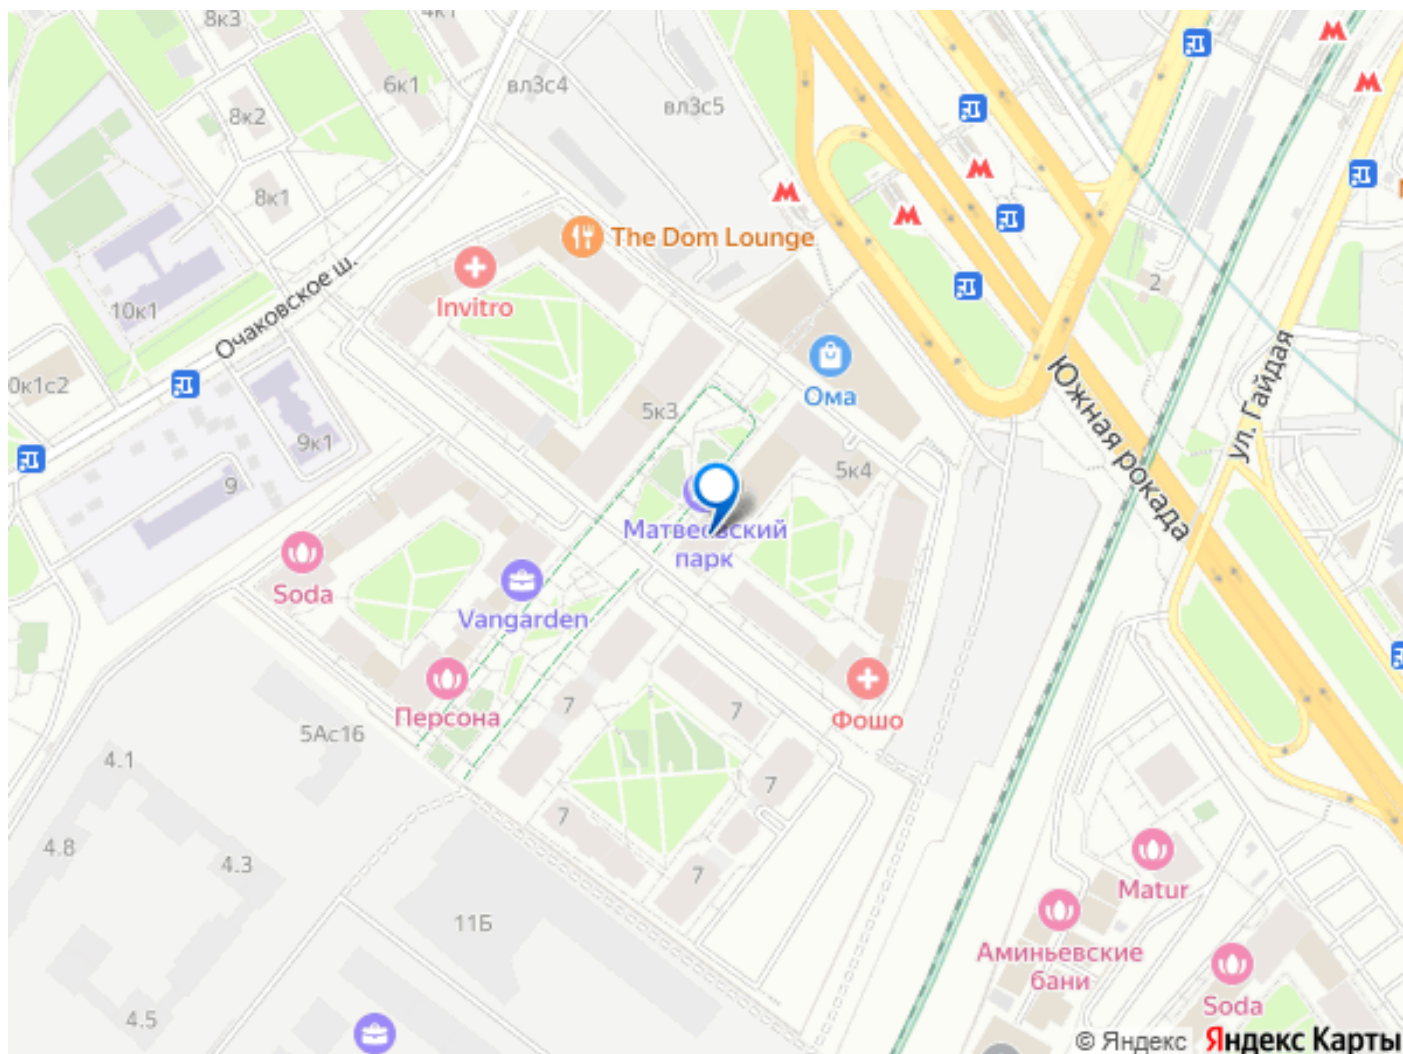 8к3
4к1
6к1
вл3с4
вл3с5
8к2
8к1
The Dom Lounge
Invitro
2
10к1
Очаковское ш.
0к1с2
Ома
Южная рокада
ул. Гайдая
5к3
9к1
5к4
9
Матвеевский
парк
Soda
Vangarden
7
7
Персона
Фошо
5Ас16
4.1
7
7
4.8
4.3
7
Matur
11Б
Аминьевские
бани
Soda
4.5
© Яндекс Яндекс Карты